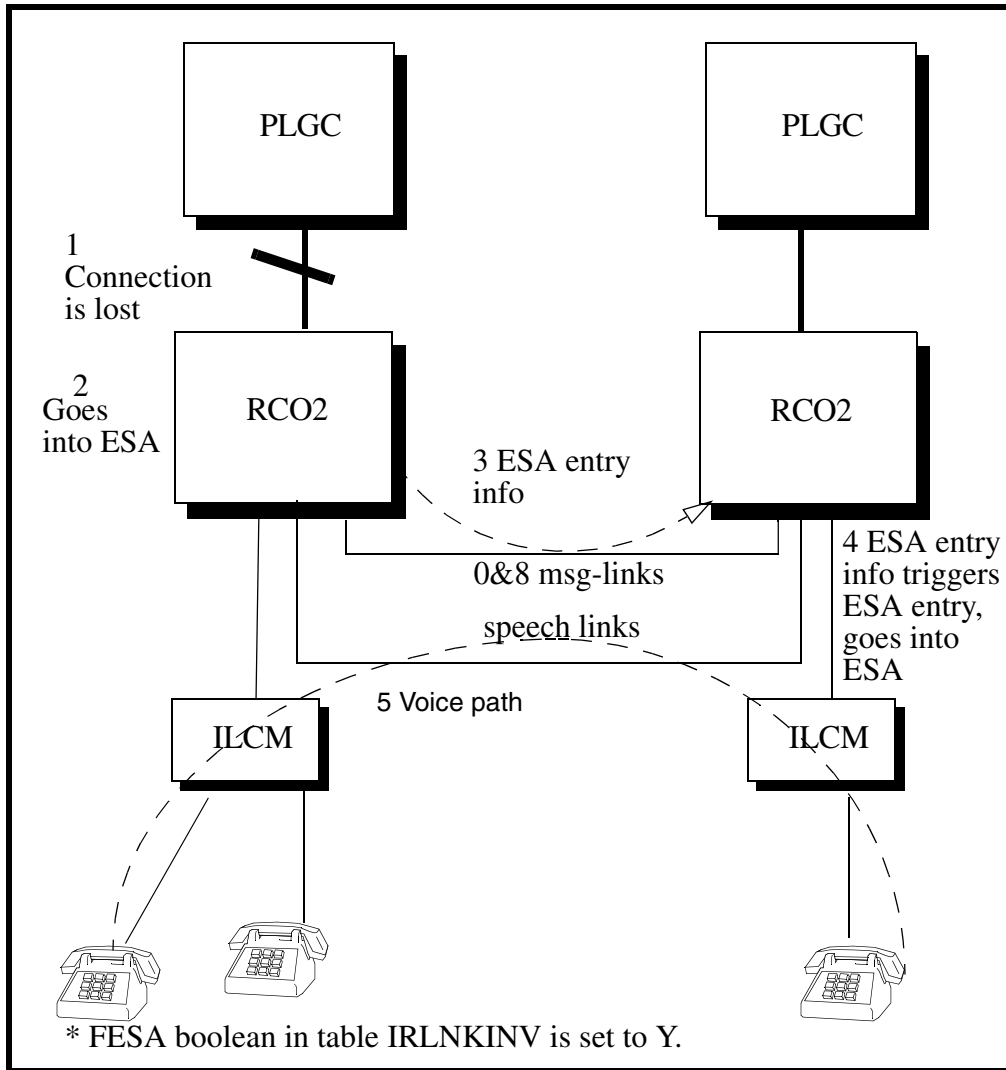 PLGC
PLGC
1
Connection
is lost
2
Goes
into ESA
RCO2
RCO2
3 ESA entry
info
0&8 msg-links
4 ESA entry
info triggers
ESA entry,
goes into
ESA
speech links
5 Voice path
ILCM
ILCM
* FESA boolean in table IRLNKINV is set to Y.